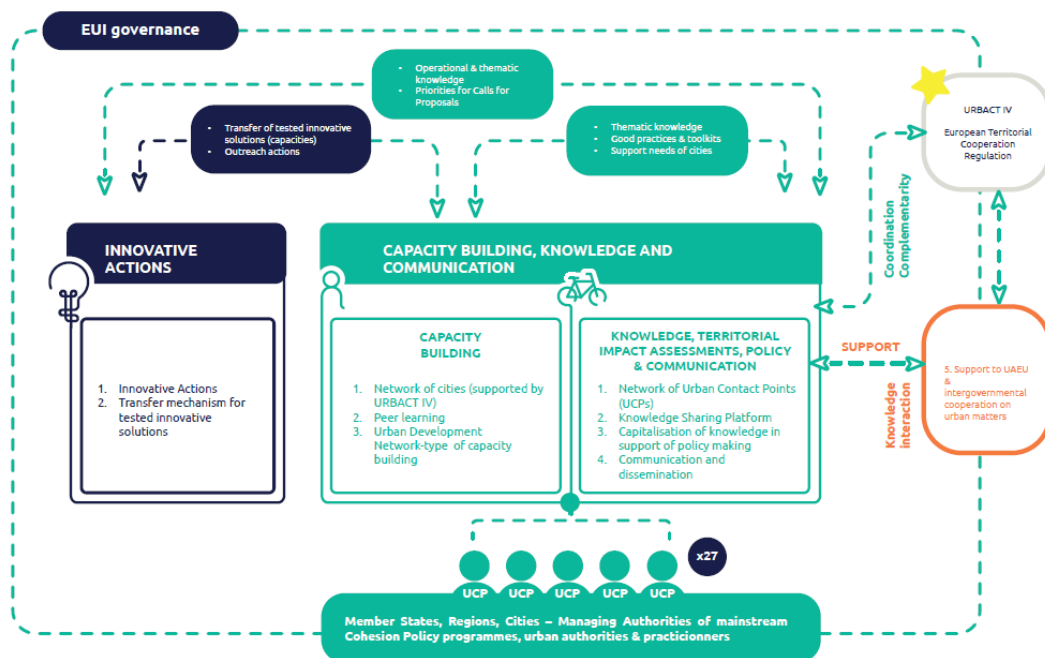 EUI governance
• Operational & thematic
knowledge
• Priorities for Calls for
Proposals
• Transfer of tested innovative
solutions (capacities)
• Outreach actions
• Thematic knowledge
• Good practices & toolkits
• Support needs of cities
URBACT IV
European Territorial
Cooperation
Regulation
Coordination
Complementarity
INNOVATIVE
ACTIONS
1. Innovative Actions
2. Transfer mechanism for
tested innovative
solutions
CAPACITY BUILDING, KNOWLEDGE AND
COMMUNICATION
CAPACITY
BUILDING
1. Network of cities (supported by
URBACT IV)
2. Peer learning
3. Urban Development
Network-type of capacity
building
KNOWLEDGE, TERRITORIAL
IMPACT ASSESSMENTS, POLICY
& COMMUNICATION
1. Network of Urban Contact Points
(UCPs)
2. Knowledge Sharing Platform
3. Capitalisation of knowledge in
support of policy making
4. Communication and
dissemination
SUPPORT
Knowledge
interaction
5. Support to UAEU
&
intergovernmental
cooperation on
urban matters
x27
UCP UCP UCP UCP UCP
Member States, Regions, Cities – Managing Authorities of mainstream
Cohesion Policy programmes, urban authorities & practicionners